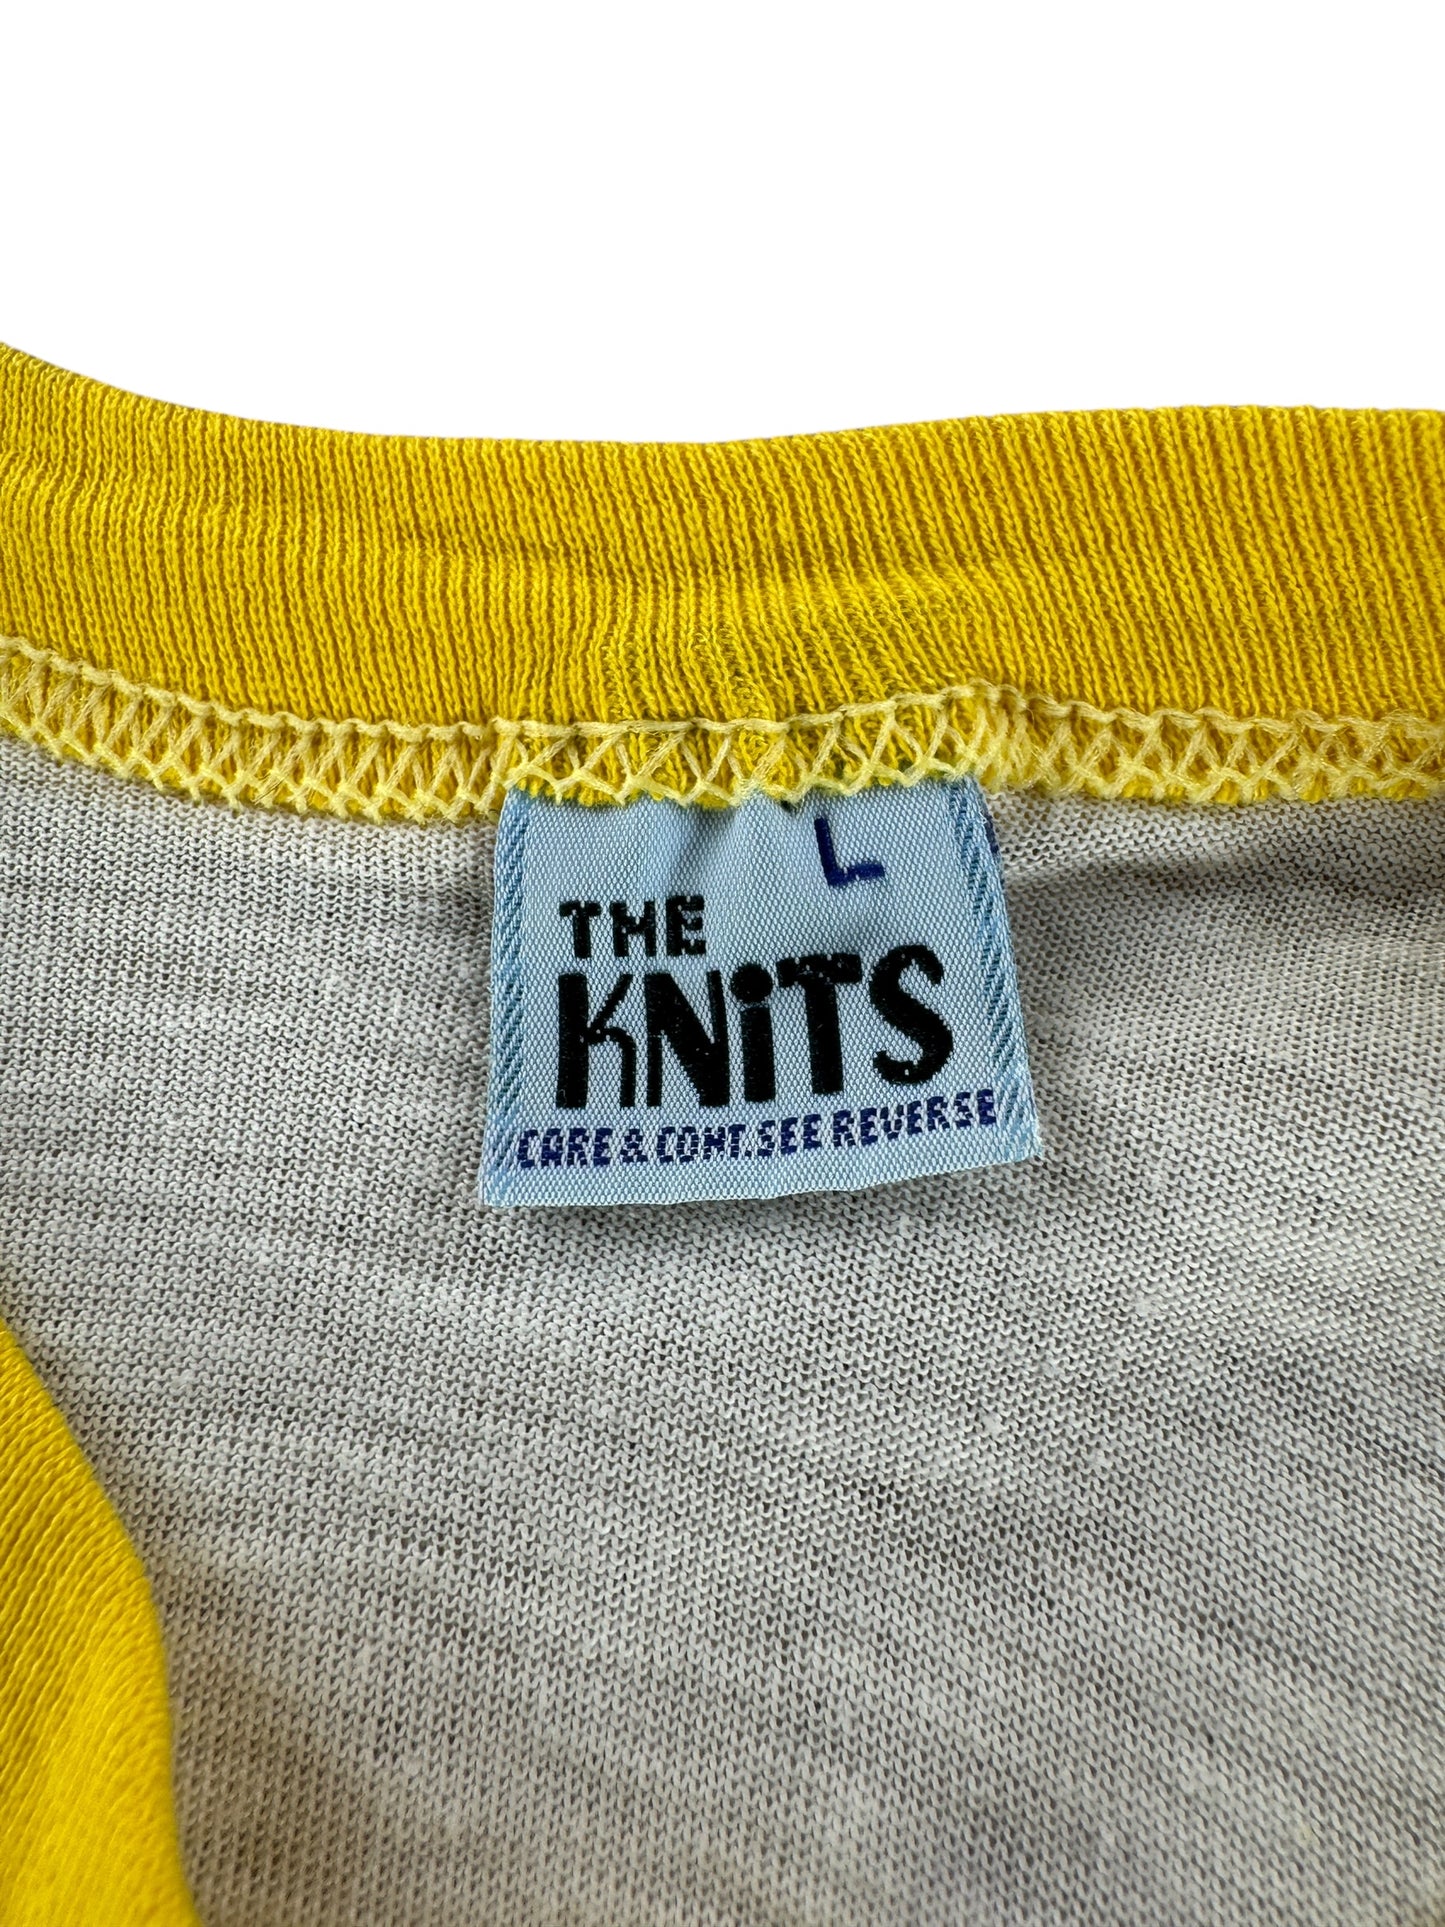 L
THE
KNiTS
CARE & CONT. SEE REVERSE